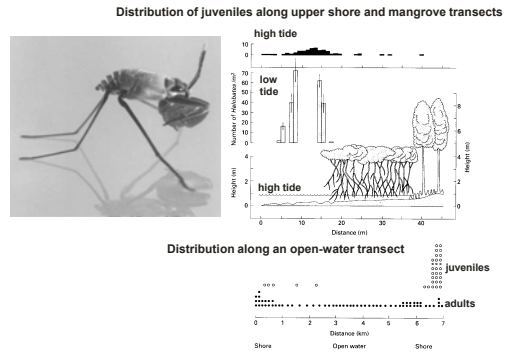 Distribution of juveniles along upper shore and mangrove transects
high tide
10
0
low
tide
70
60
50
40
30
20
10
0
Number of Halobates /m²
8
6
4
2
0
Height (m)
4
2
0
Height (m)
high tide
0 10 20 30 40
Distance (m)
Distribution along an open-water transect
juveniles
adults
0 1 2 3 4 5 6 7
Distance (km)
Shore Open water Shore